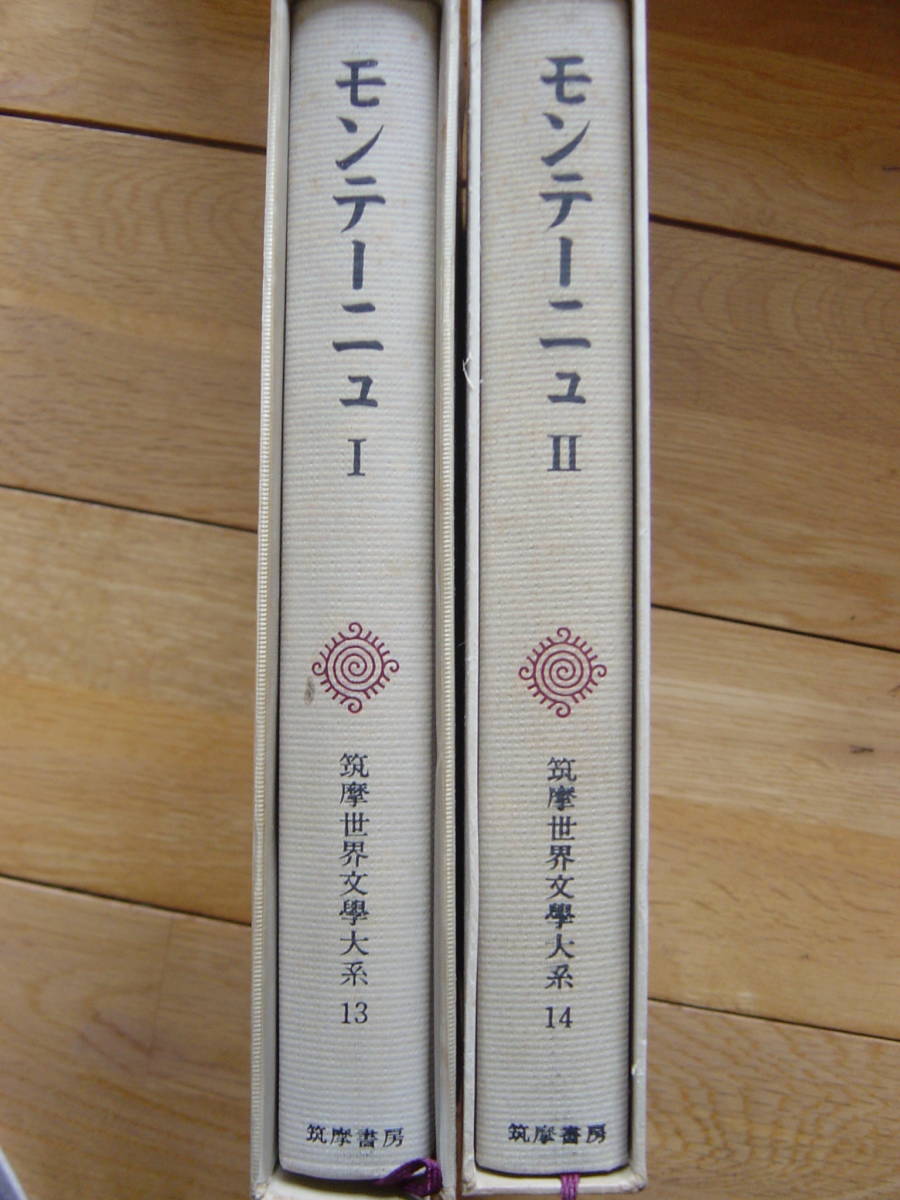 モンテーニュ I
筑摩世界文學大系 13
筑摩書房
モンテーニュ II
筑摩世界文學大系 14
筑摩書房